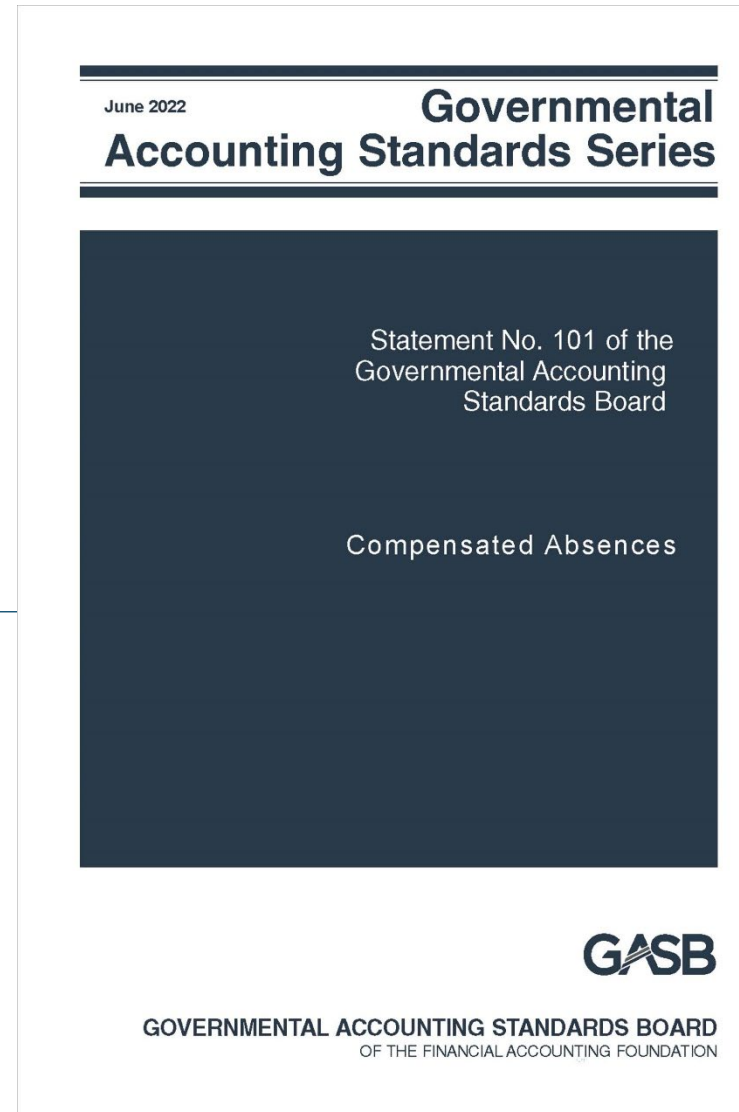 June 2022
Governmental
Accounting Standards Series
Statement No. 101 of the
Governmental Accounting
Standards Board
Compensated Absences
GASB
GOVERNMENTAL ACCOUNTING STANDARDS BOARD
OF THE FINANCIAL ACCOUNTING FOUNDATION